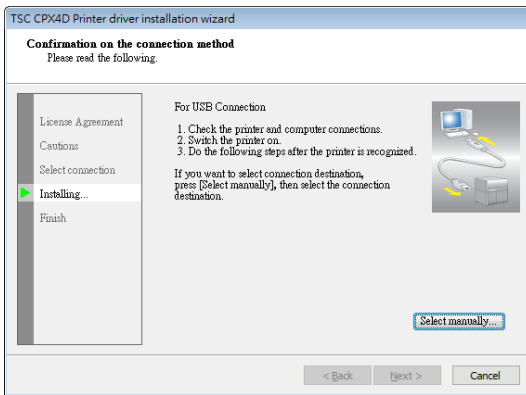 TSC CPX4D Printer driver installation wizard
Confirmation on the connection method
Please read the following.
License Agreement
Cautions
Select connection
Installing...
Finish
For USB Connection
1. Check the printer and computer connections.
2. Switch the printer on.
3. Do the following steps after the printer is recognized.
If you want to select connection destination,
press [Select manually], then select the connection
destination.
Select manually...
< Back
Next >
Cancel